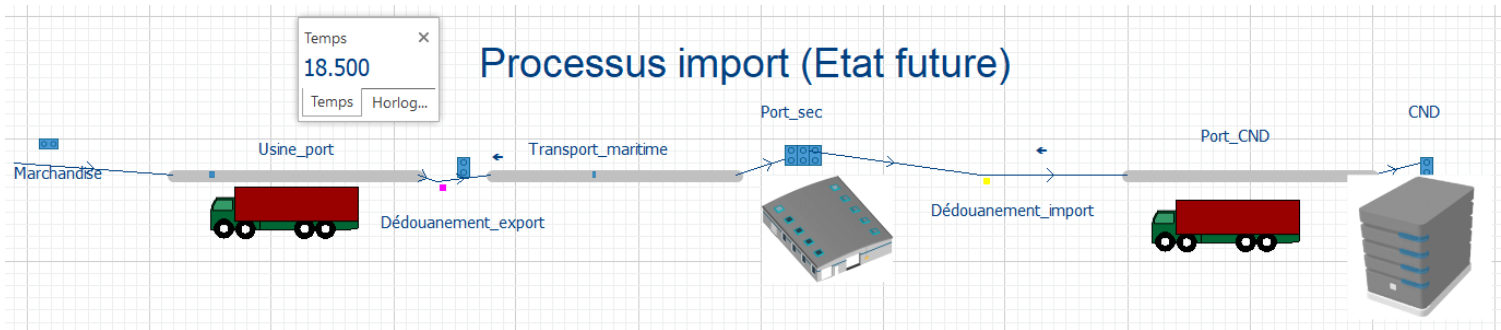 Temps
18.500
Temps Horlog...
Processus import (Etat future)
Port_sec
CND
Usine_port
Transport_maritime
Port_CND
Marchandise
Dédouanement_export
Dédouanement_import